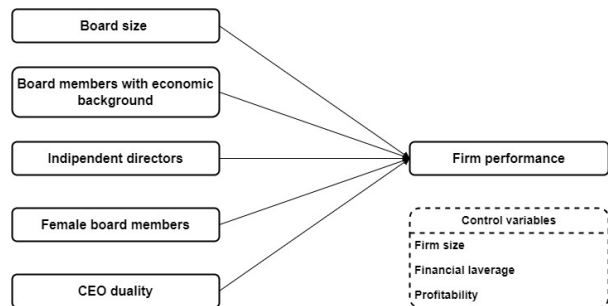 Board size
Board members with economic
background
Indipendent directors
Firm performance
Female board members
Control variables
Firm size
Financial laverage
CEO duality
Profitability